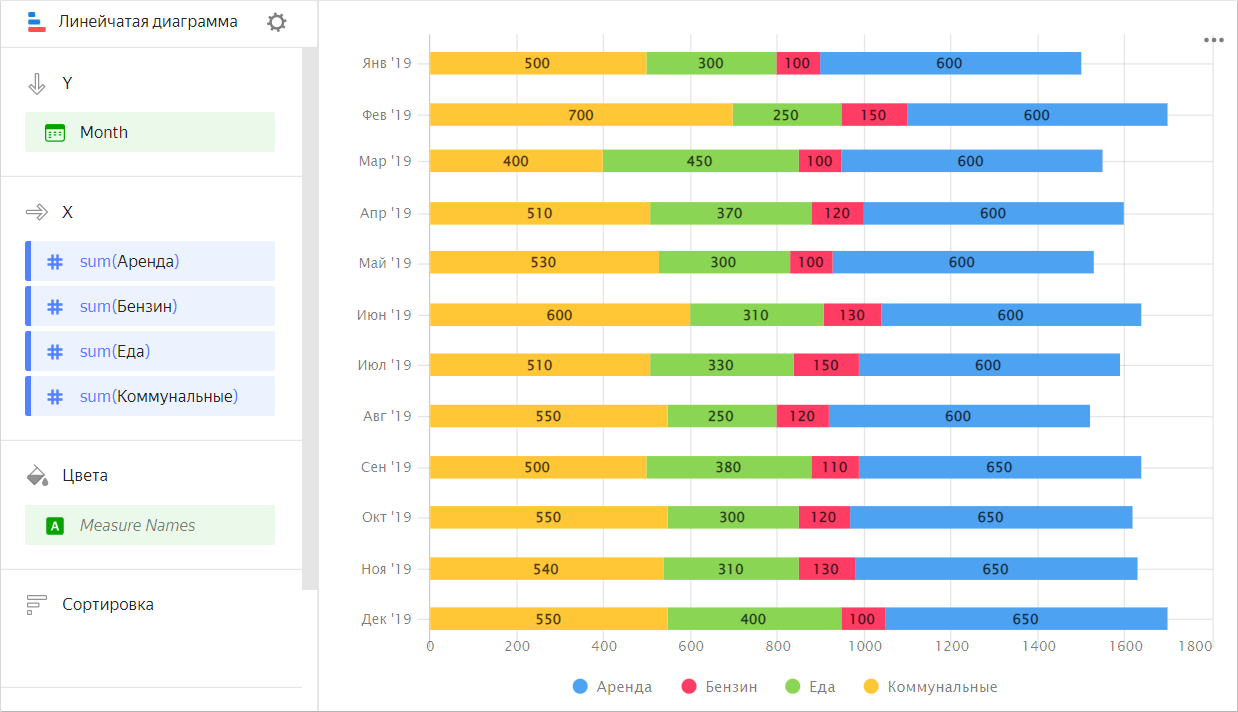 Линейчатая диаграмма
Y
Month
X
sum(Аренда)
sum(Бензин)
sum(Еда)
sum(Коммунальные)
Цвета
A Measure Names
Сортировка
Янв '19 500 300 100 600
Фев '19 700 250 150 600
Мар '19 400 450 100 600
Апр '19 510 370 120 600
Май '19 530 300 100 600
Июн '19 600 310 130 600
Июл '19 510 330 150 600
Авг '19 550 250 120 600
Сен '19 500 380 110 650
Окт '19 550 300 120 650
Ноя '19 540 310 130 650
Дек '19 550 400 100 650
0 200 400 600 800 1000 1200 1400 1600 1800
Аренда Бензин Еда Коммунальные